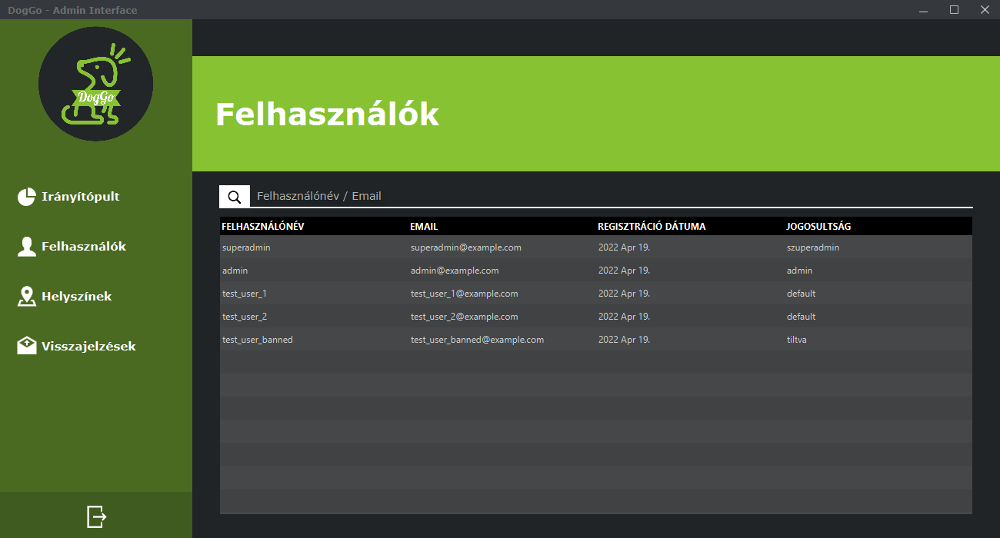 DogGo - Admin Interface
DogGo
Irányítópult
Felhasználók
Helyszínek
Visszajelzések
Felhasználók
Felhasználónév / Email
FELHASZNÁLÓNÉV EMAIL REGISZTRÁCIÓ DÁTUMA JOGOSULTSÁG
superadmin superadmin@example.com 2022 Apr 19. szuperadmin
admin admin@example.com 2022 Apr 19. admin
test_user_1 test_user_1@example.com 2022 Apr 19. default
test_user_2 test_user_2@example.com 2022 Apr 19. default
test_user_banned test_user_banned@example.com 2022 Apr 19. tiltva